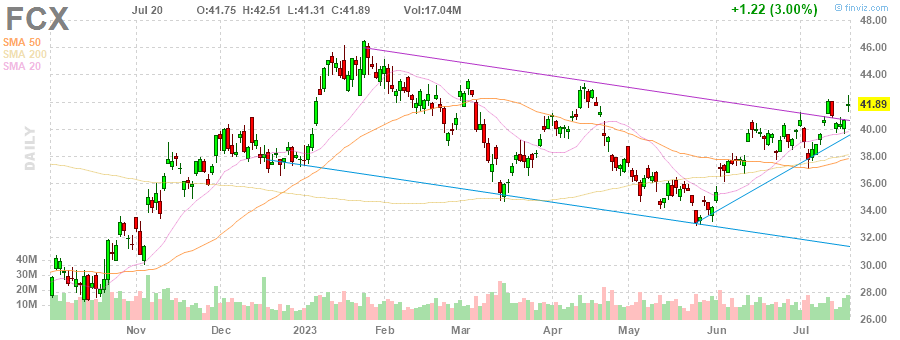 FCX Jul 20 O:41.75 H:42.51 L:41.31 C:41.89 Vol:17.04M +1.22 (3.00%) finviz.com
SMA 50
SMA 200
SMA 20
DAILY
48.00
46.00
44.00
41.89
40.00
38.00
36.00
34.00
32.00
30.00
28.00
26.00
40M
30M
20M
10M
Nov Dec 2023 Feb Mar Apr May Jun Jul